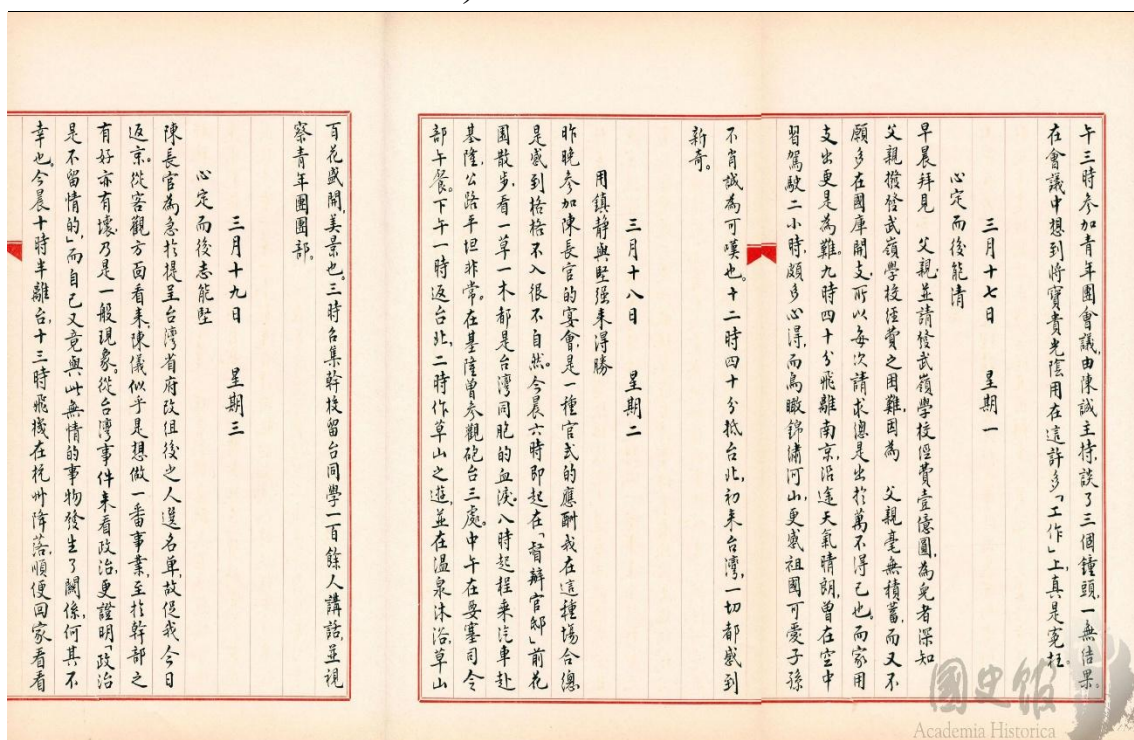 午三時參加青年團會議，由陳誠主持，談了三個鐘頭，一無結果。
在會議中想到將寶貴光陰用在這許多「工作」上，真是冤枉。
三月十七日 星期一
心定而後能清
早晨拜見 父親，並請發武嶺學校經費壹億圓，為兒者深知
父親撥發武嶺學校經費之困難，因為 父親毫無積蓄，而又不
願多在國庫開支，所以每次請求總是出於萬不得已也。而家用
支出更是為難。九時四十分飛離南京，沿途天氣晴朗，曾在空中
習駕駛二小時，頗多心得，而鳥瞰錦繡河山，更感祖國可愛，子孫
不肖誠為可嘆也。十二時四十分抵台北，初來台灣，一切都感到
新奇。
三月十八日 星期二
用鎮靜與堅強來得勝
昨晚參加陳長官的宴會，是一種官式的應酬，我在這種場合總
是感到格格不入很不自然。今晨六時即起在「督辦官邸」前花
園散步，看一草一木都是台灣同胞的血淚。八時起程乘汽車赴
基隆，公路平坦非常。在基隆曾參觀砲台三處。中午在要塞司令
部午餐。下午一時返台北，二時作草山之遊，並在溫泉沐浴，草山
百花盛開，美景也。三時召集幹校留台同學一百餘人講話，並視
察青年團團部。
三月十九日 星期三
心定而後志能堅
陳長官為急於提呈台灣省府改組後之人選名單，故促我今日
返京。從客觀方面看來，陳儀似乎是想做一番事業，至於幹部之
有好亦有壞，乃是一般現象，從台灣事件來看政治，更證明「政治
是不留情的」，而自己又竟與此無情的事物發生了關係，何其不
幸也。今晨十時半離台，十三時飛機在杭州降落，順便回家看看
國史館
Academia Historica